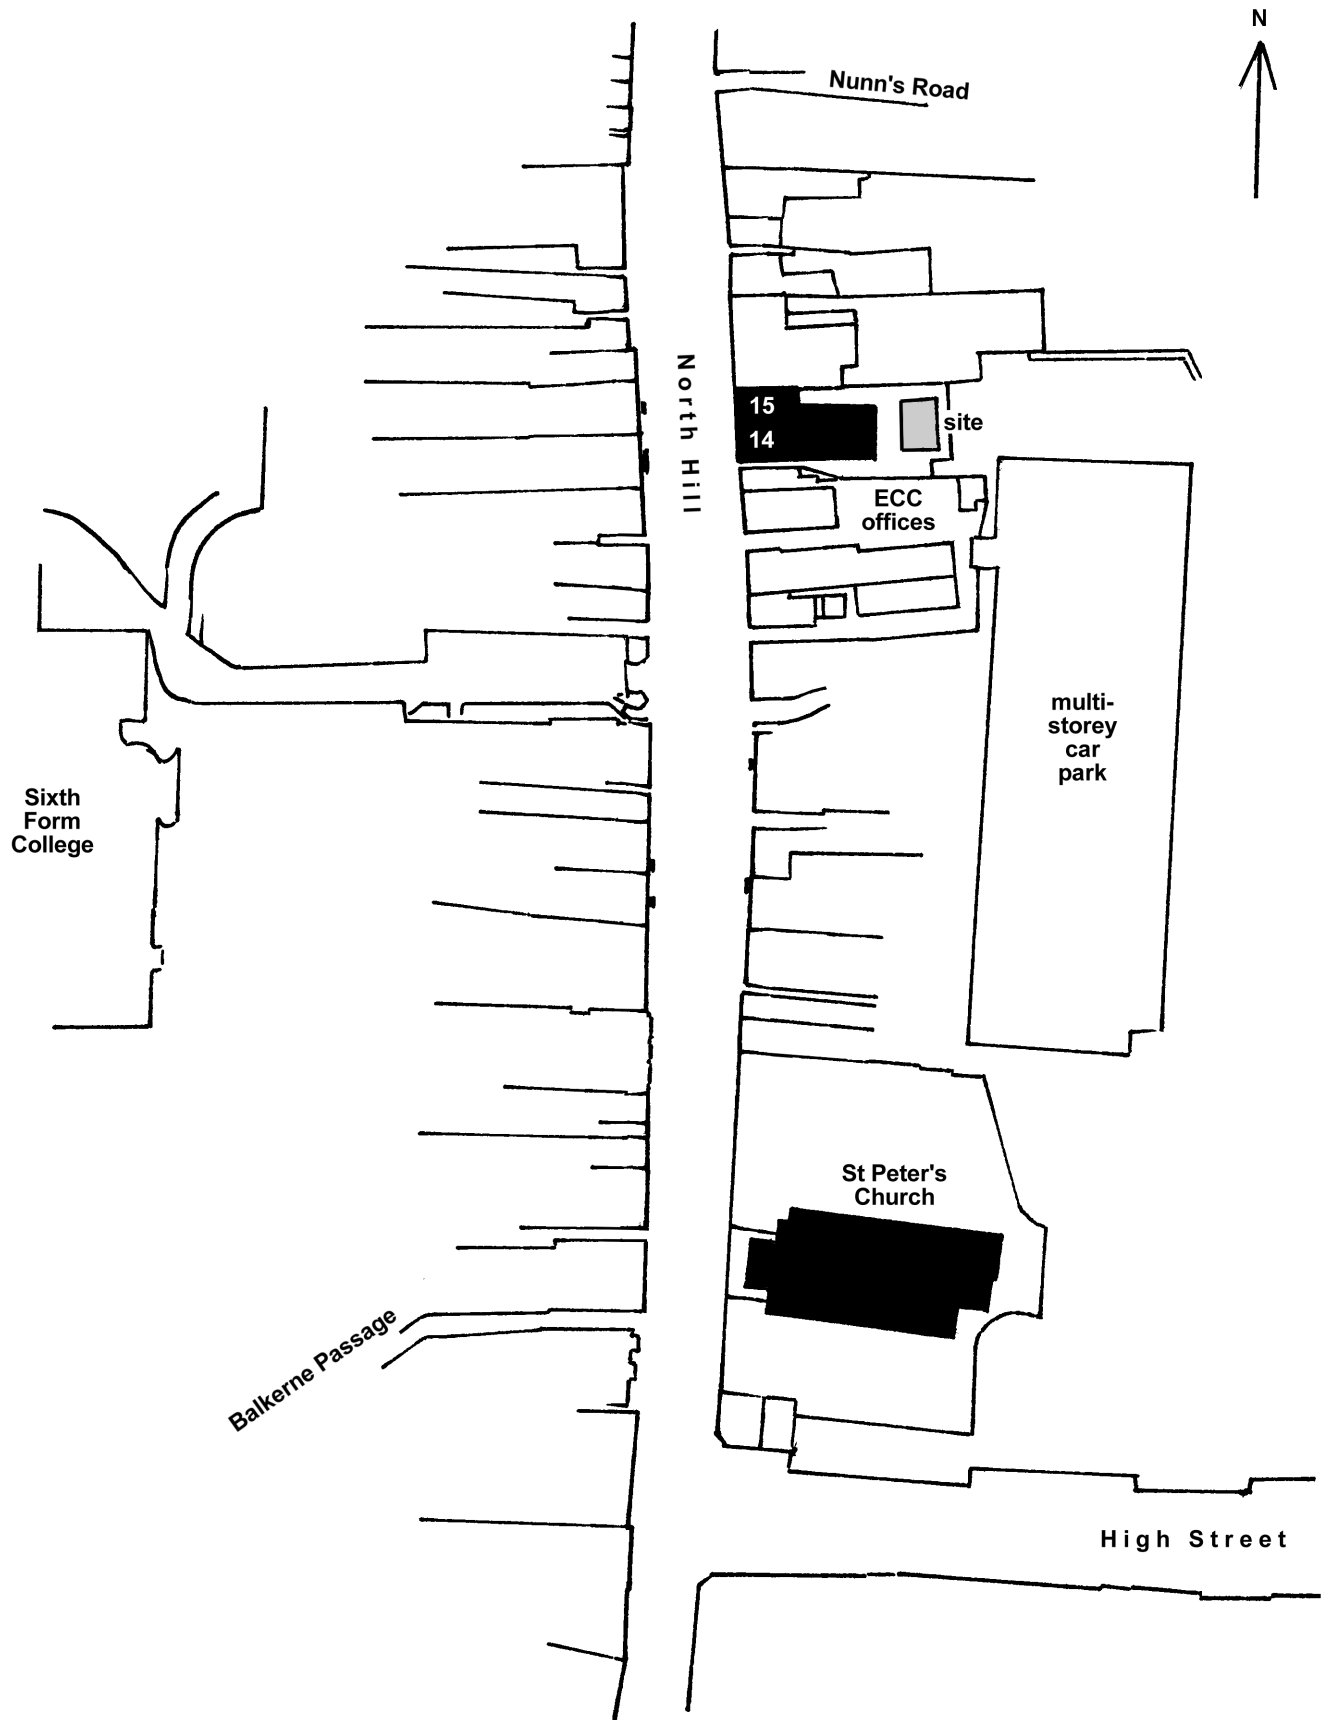 N
Nunn's Road
North Hill
15
14
site
ECC
offices
multi-
storey
car
park
Sixth
Form
College
St Peter's
Church
Balkerne Passage
High Street